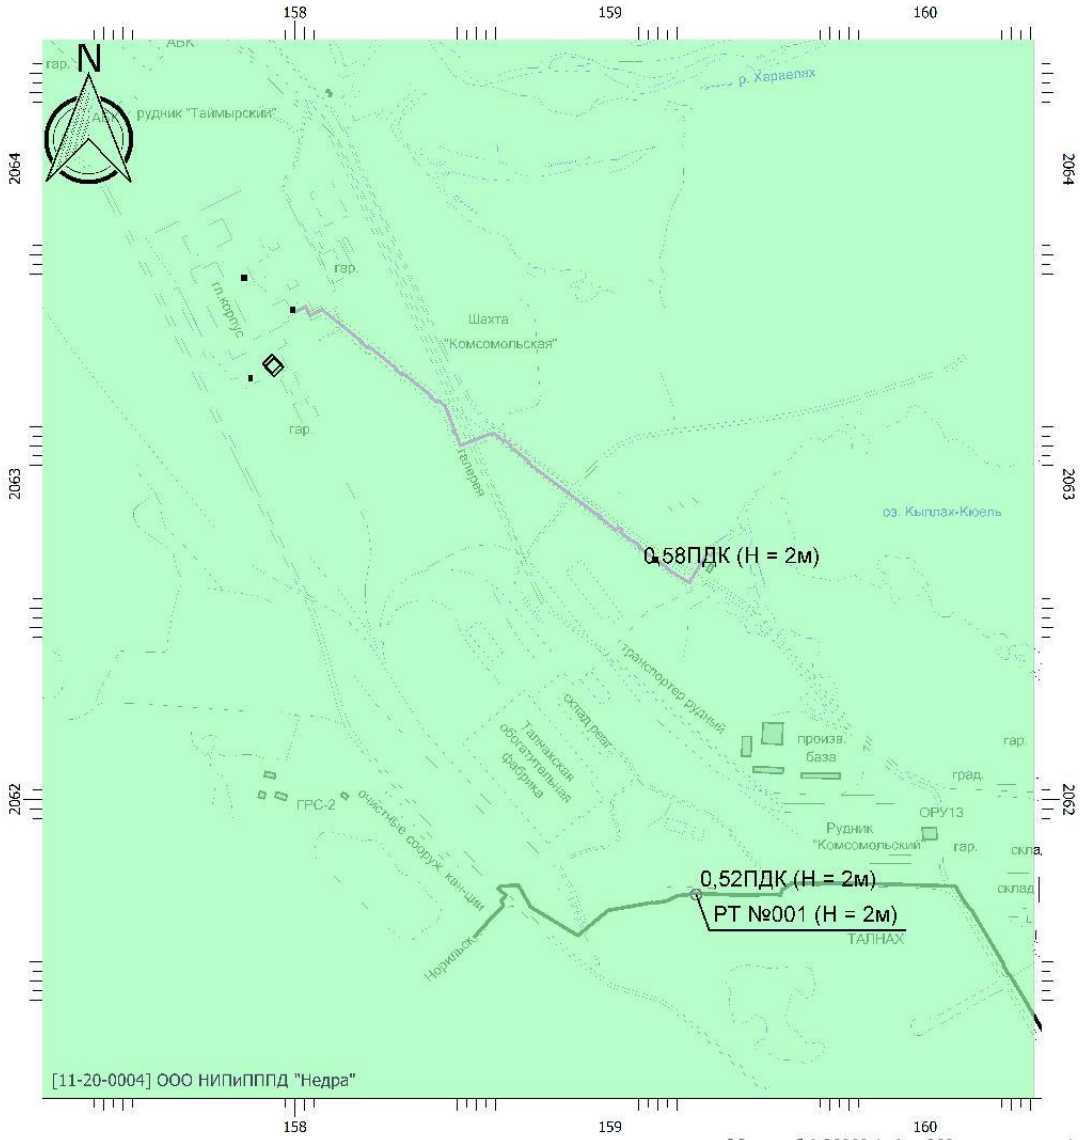 158 159 160
N
АБК
гар.
р. Хараелах
АБК рудник "Таймырский"
2064 2064
гар.
гл.корпус
Шахта
"Комсомольская"
гар.
галерея
2063 2063
оз. Кыллах-Кюель
0,58ПДК (Н = 2м)
транспортер рудный
склад реаг
Талнахская
обогатительная
фабрика
произв.
база
гар.
град.
2062 2062
ГРС-2
очистные сооруж. кан-ции
ОРУ13
Рудник
"Комсомольский"
гар.
скла
0,52ПДК (Н = 2м)
склад
РТ №001 (Н = 2м)
ТАЛНАХ
Норильск
[11-20-0004] ООО НИПиПППД "Недра"
158 159 160